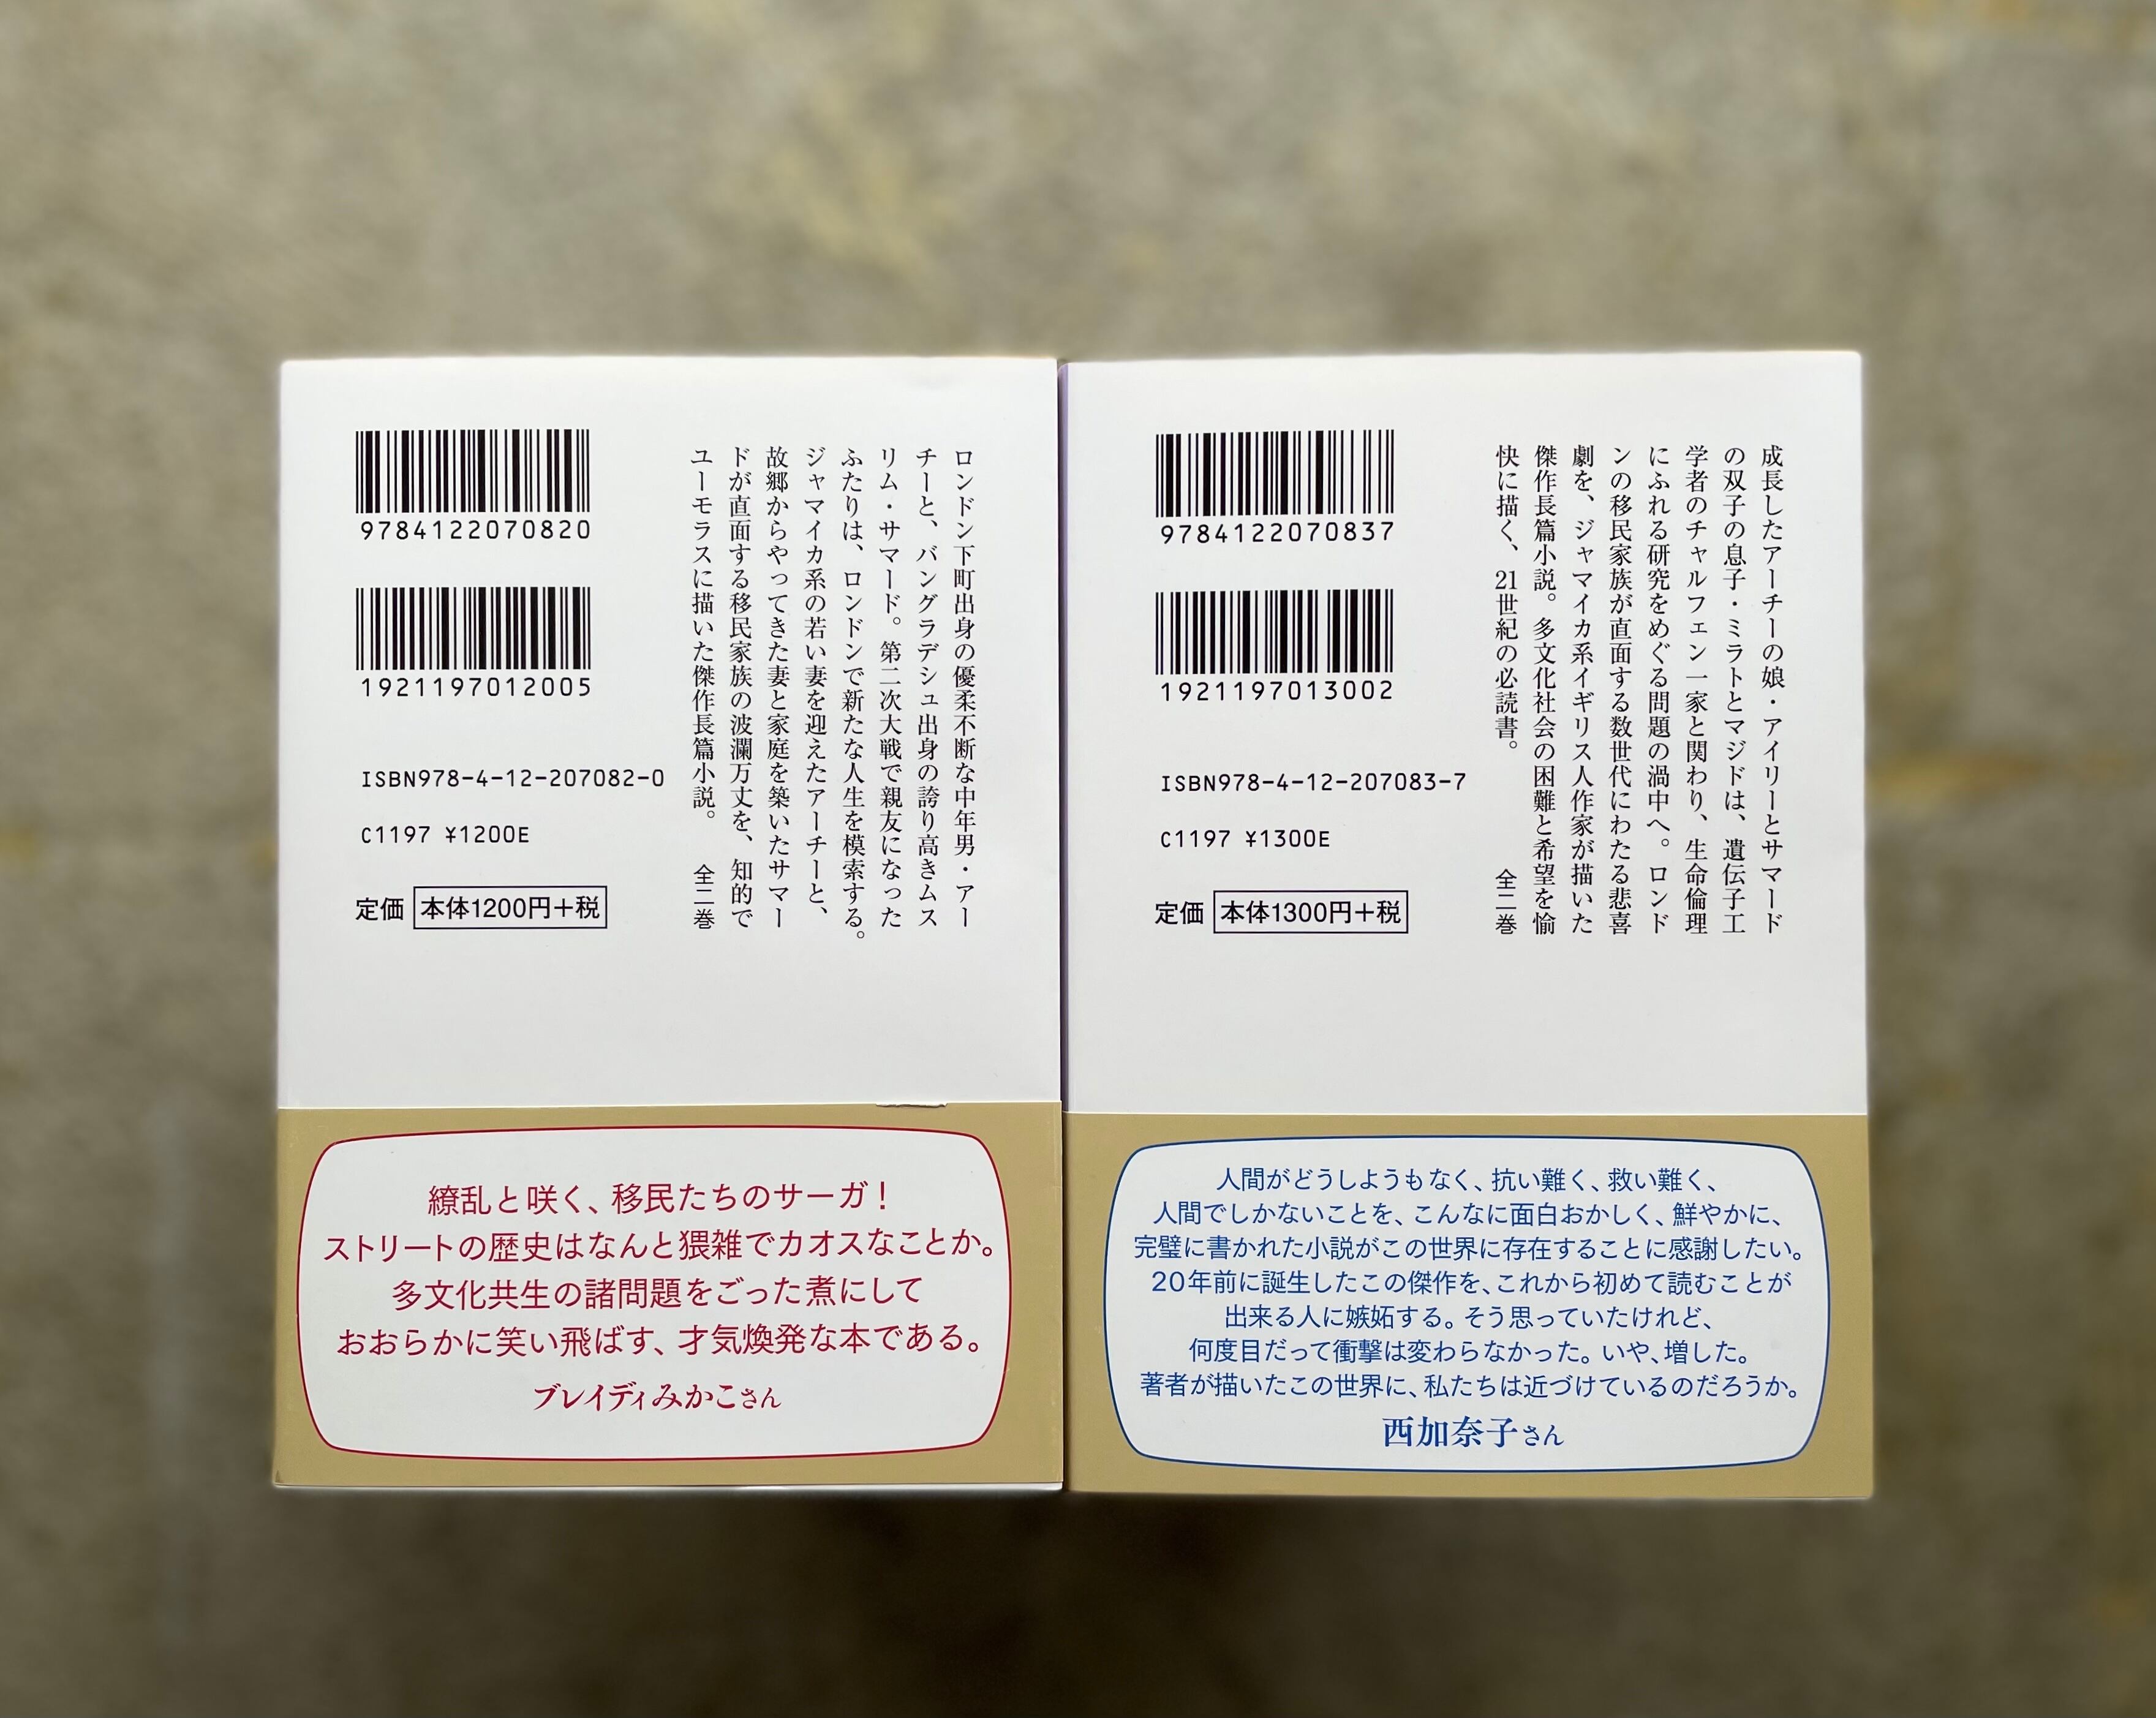 9784122070820
1921197012005
ISBN978-4-12-207082-0
C1197 ¥1200E
定価 本体1200円+税
ロンドン下町出身の優柔不断な中年男・アー
チーと、バングラデシュ出身の誇り高きムス
リム・サマード。第二次大戦で親友になった
ふたりは、ロンドンで新たな人生を模索する。
ジャマイカ系の若い妻を迎えたアーチーと、
故郷からやってきた妻と家庭を築いたサマー
ドが直面する移民家族の波瀾万丈を、知的で
ユーモラスに描いた傑作長篇小説。 全二巻
繚乱と咲く、移民たちのサーガ!
ストリートの歴史はなんと猥雑でカオスなことか。
多文化共生の諸問題をごった煮にして
おおらかに笑い飛ばす、才気煥発な本である。
ブレイディみかこさん
9784122070837
1921197013002
ISBN978-4-12-207083-7
C1197 ¥1300E
定価 本体1300円+税
成長したアーチーの娘・アイリーとサマード
の双子の息子・ミラトとマジドは、遺伝子工
学者のチャルフェン一家と関わり、生命倫理
にふれる研究をめぐる問題の渦中へ。ロンド
ンの移民家族が直面する数世代にわたる悲喜
劇を、ジャマイカ系イギリス人作家が描いた
傑作長篇小説。多文化社会の困難と希望を愉
快に描く、21世紀の必読書。 全二巻
人間がどうしようもなく、抗い難く、救い難く、
人間でしかないことを、こんなに面白おかしく、鮮やかに、
完璧に書かれた小説がこの世界に存在することに感謝したい。
20年前に誕生したこの傑作を、これから初めて読むことが
出来る人に嫉妬する。そう思っていたけれど、
何度目だって衝撃は変わらなかった。いや、増した。
著者が描いたこの世界に、私たちは近づけているのだろうか。
西加奈子さん